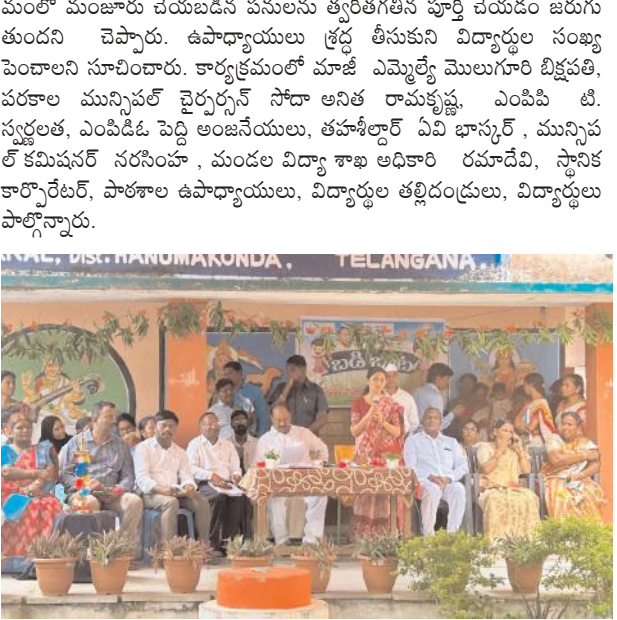 మంలో మంజూరు చేయబడిన పనులను త్వరితగతిన పూర్తి చేయడం జరుగు
తుందని చెప్పారు. ఉపాధ్యాయులు శ్రద్ధ తీసుకుని విద్యార్థుల సంఖ్య
పెంచాలని సూచించారు. కార్యక్రమంలో మాజీ ఎమ్మెల్యే మొలుగూరి బిక్షపతి,
పరకాల మున్సిపల్ చైర్పర్సన్ సోదా అనిత రామకృష్ణ, ఎంపిపి టి.
స్వర్ణలత, ఎంపిడిఓ పెద్ది అంజనేయులు, తహశీల్దార్ ఏవి భాస్కర్ , మున్సిప
ల్ కమిషనర్ నరసింహ , మండల విద్యా శాఖ అధికారి రమాదేవి, స్థానిక
కార్పొరేటర్, పాఠశాల ఉపాధ్యాయులు, విద్యార్థుల తల్లిదండ్రులు, విద్యార్థులు
పాల్గొన్నారు.
Dist. HANUMAKONDA, TELANGANA.
బడి బాట